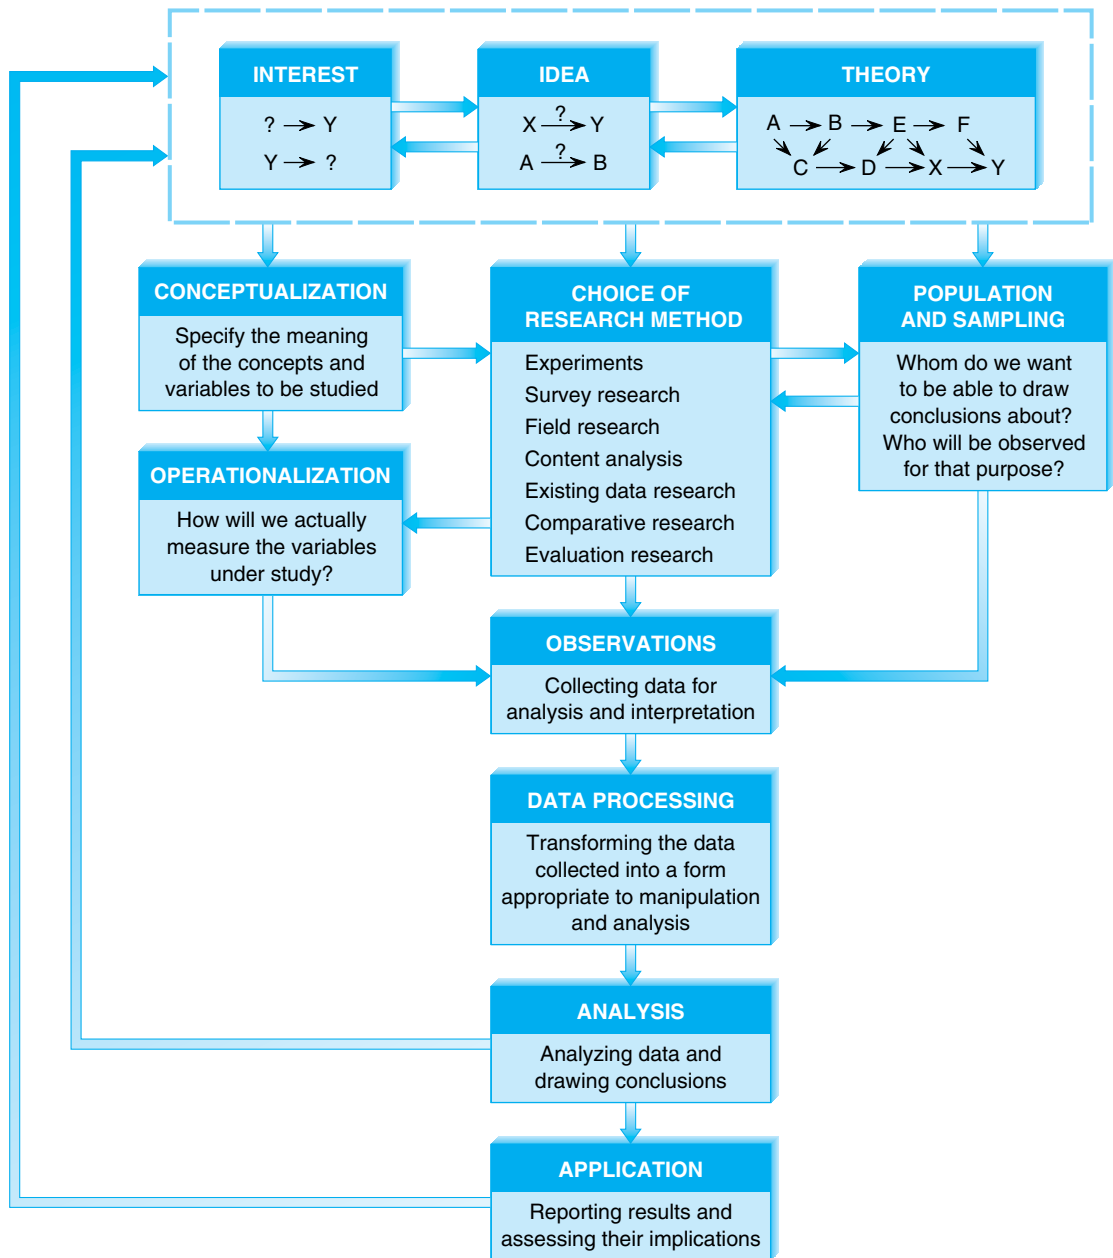 INTEREST
? → Y
Y → ?
IDEA
?
X → Y
?
A → B
THEORY
A → B → E → F
C → D → X → Y
CONCEPTUALIZATION
Specify the meaning
of the concepts and
variables to be studied
CHOICE OF
RESEARCH METHOD
Experiments
Survey research
Field research
Content analysis
Existing data research
Comparative research
Evaluation research
POPULATION
AND SAMPLING
Whom do we want
to be able to draw
conclusions about?
Who will be observed
for that purpose?
OPERATIONALIZATION
How will we actually
measure the variables
under study?
OBSERVATIONS
Collecting data for
analysis and interpretation
DATA PROCESSING
Transforming the data
collected into a form
appropriate to manipulation
and analysis
ANALYSIS
Analyzing data and
drawing conclusions
APPLICATION
Reporting results and
assessing their implications